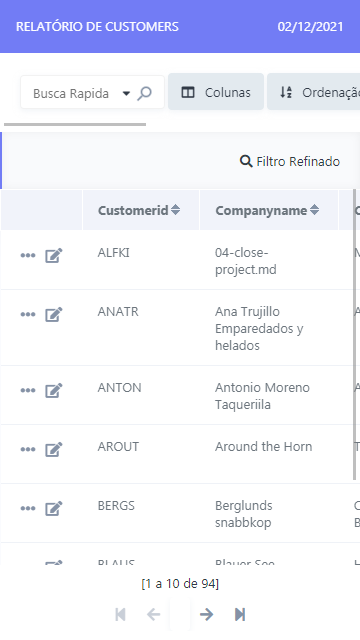 RELATÓRIO DE CUSTOMERS 02/12/2021
Busca Rapida Colunas Ordenação
Filtro Refinado
Customerid Companyname
ALFKI 04-close-
project.md
ANATR Ana Trujillo
Emparedados y
helados
ANTON Antonio Moreno
Taqueriila
AROUT Around the Horn
BERGS Berglunds
snabbkop
BLAUS Blauer See
[1 a 10 de 94]